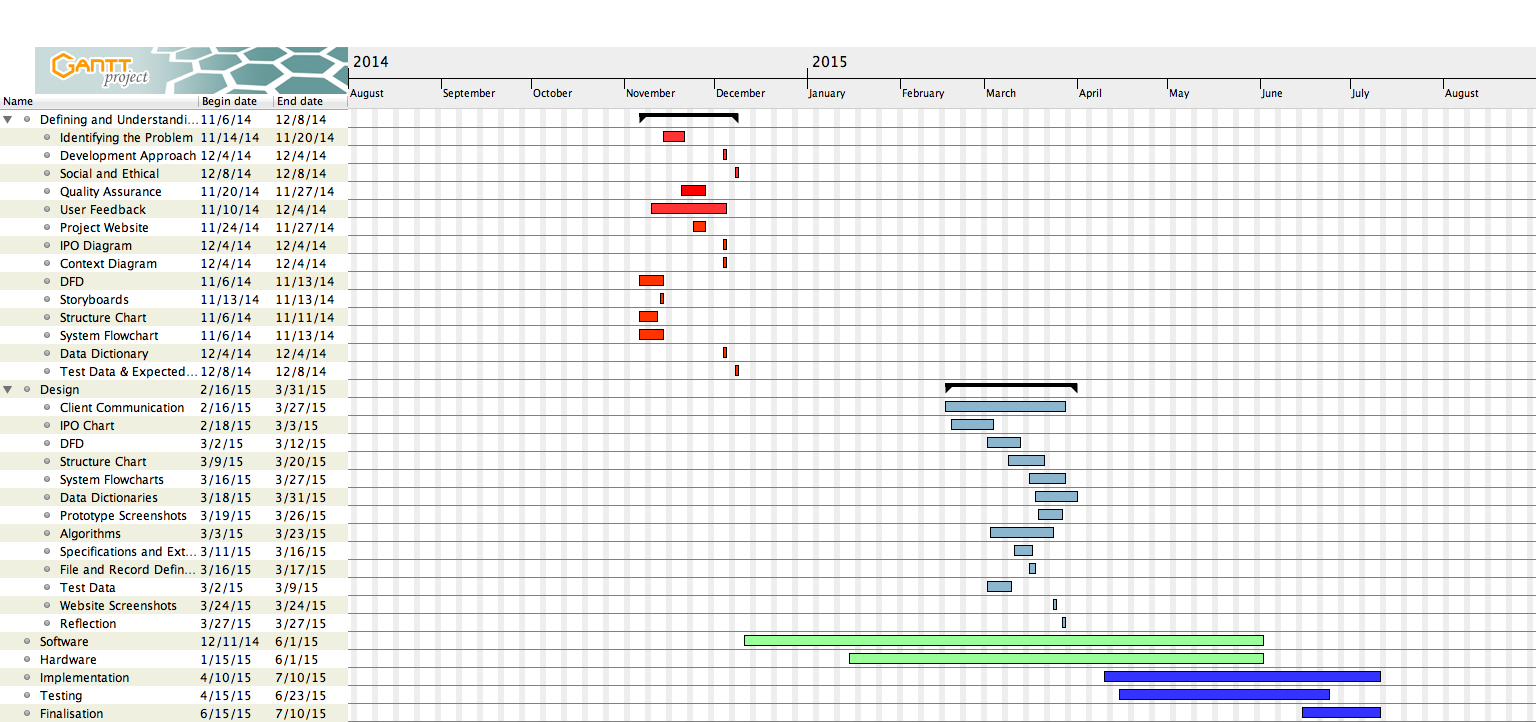 GANTT project
2014 2015
Name Begin date End date August September October November December January February March April May June July August
Defining and Understandi... 11/6/14 12/8/14
Identifying the Problem 11/14/14 11/20/14
Development Approach 12/4/14 12/4/14
Social and Ethical 12/8/14 12/8/14
Quality Assurance 11/20/14 11/27/14
User Feedback 11/10/14 12/4/14
Project Website 11/24/14 11/27/14
IPO Diagram 12/4/14 12/4/14
Context Diagram 12/4/14 12/4/14
DFD 11/6/14 11/13/14
Storyboards 11/13/14 11/13/14
Structure Chart 11/6/14 11/11/14
System Flowchart 11/6/14 11/13/14
Data Dictionary 12/4/14 12/4/14
Test Data & Expected... 12/8/14 12/8/14
Design 2/16/15 3/31/15
Client Communication 2/16/15 3/27/15
IPO Chart 2/18/15 3/3/15
DFD 3/2/15 3/12/15
Structure Chart 3/9/15 3/20/15
System Flowcharts 3/16/15 3/27/15
Data Dictionaries 3/18/15 3/31/15
Prototype Screenshots 3/19/15 3/26/15
Algorithms 3/3/15 3/23/15
Specifications and Ext... 3/11/15 3/16/15
File and Record Defin... 3/16/15 3/17/15
Test Data 3/2/15 3/9/15
Website Screenshots 3/24/15 3/24/15
Reflection 3/27/15 3/27/15
Software 12/11/14 6/1/15
Hardware 1/15/15 6/1/15
Implementation 4/10/15 7/10/15
Testing 4/15/15 6/23/15
Finalisation 6/15/15 7/10/15